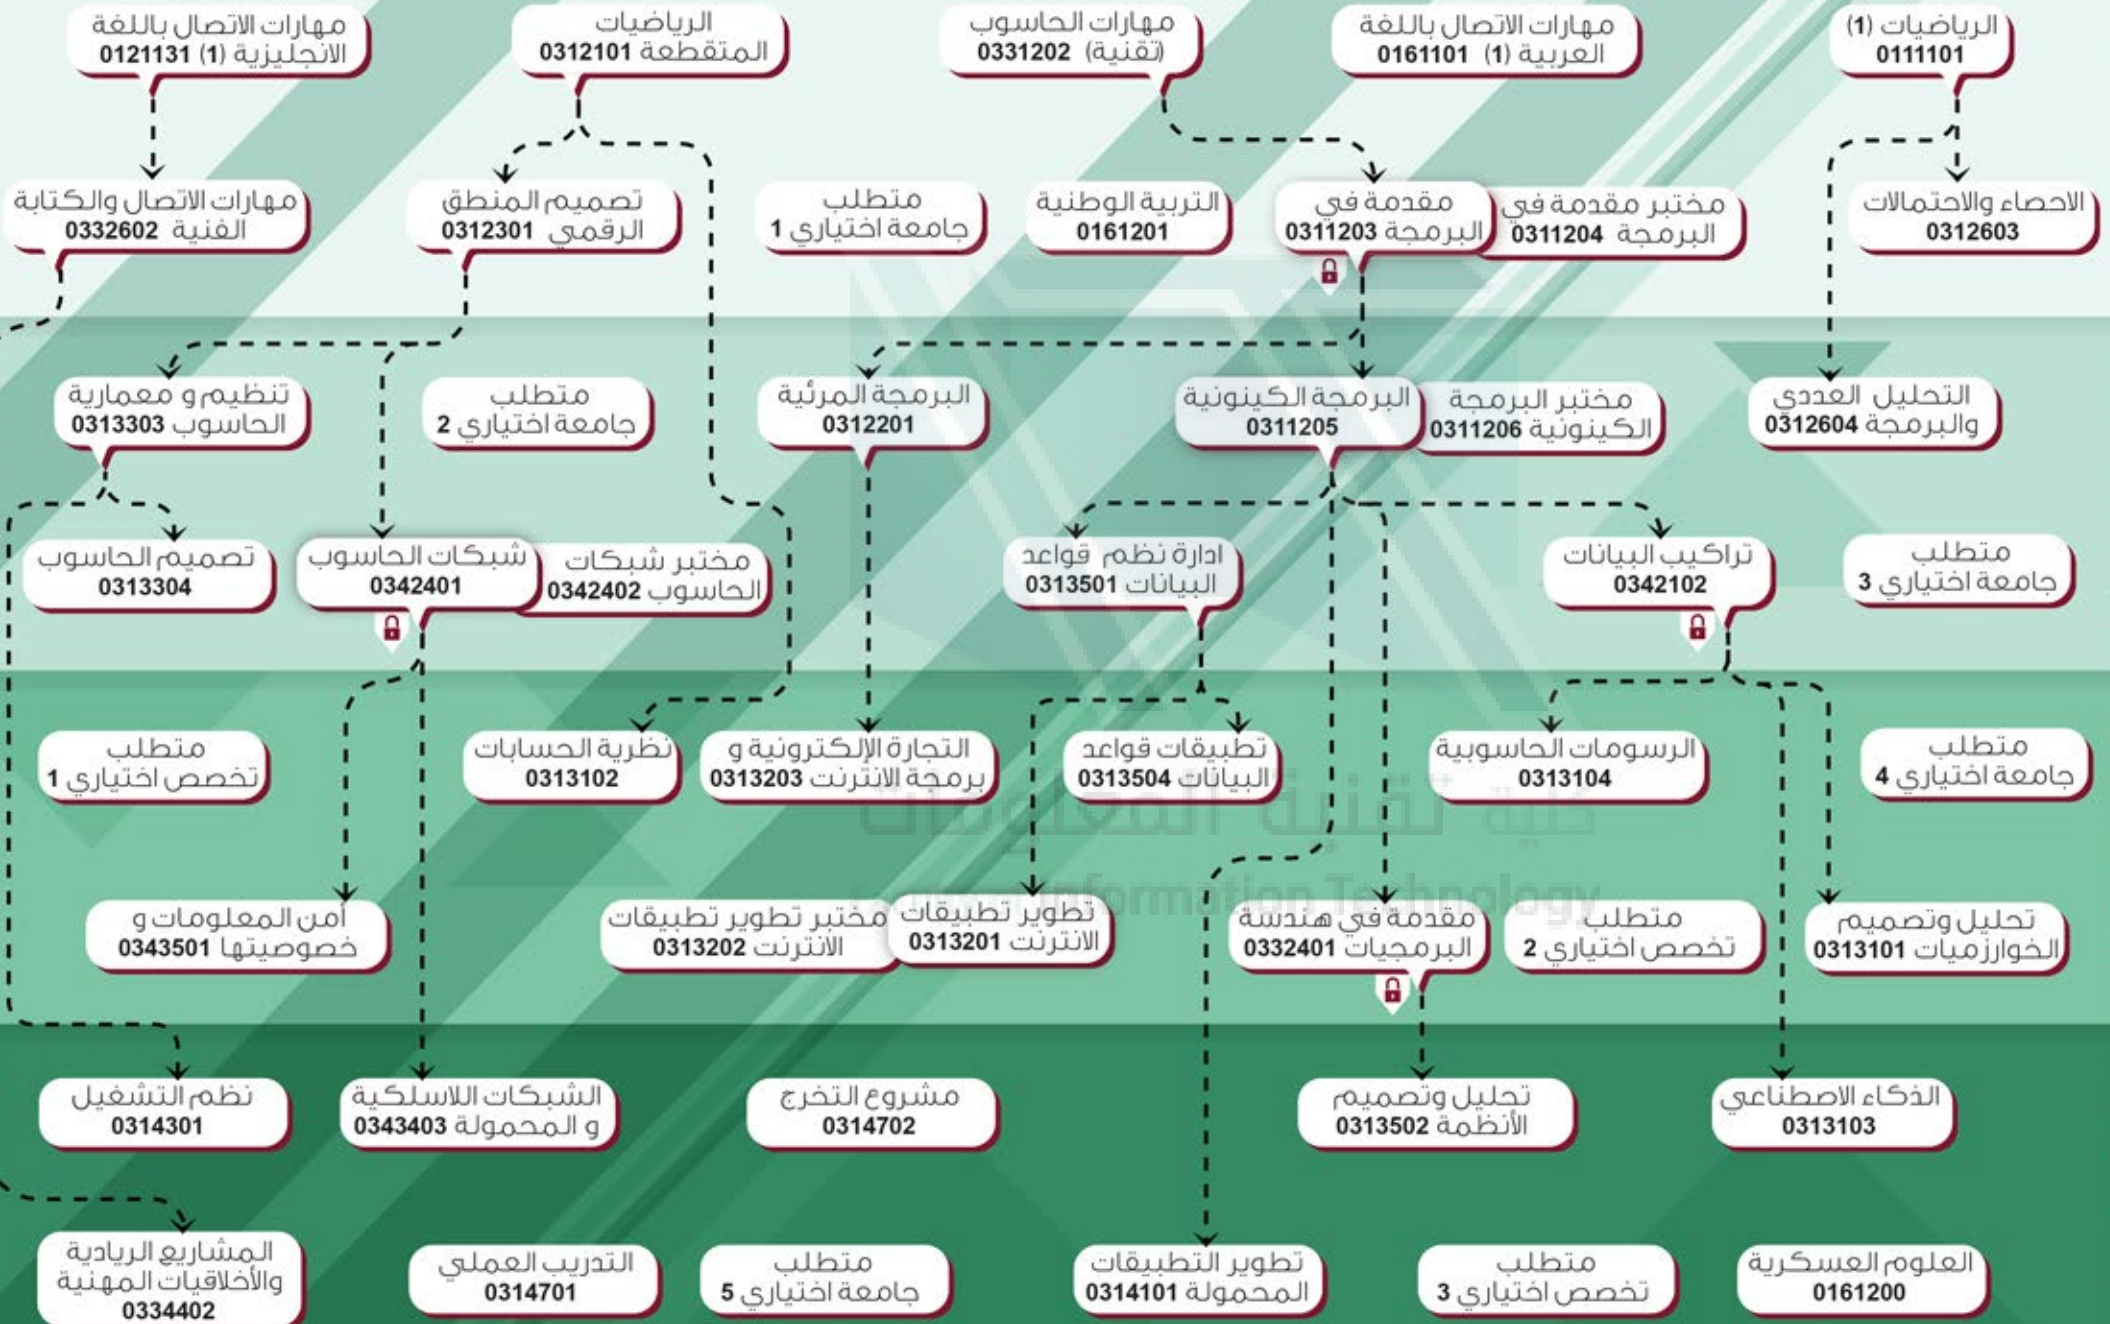 الرياضيات (1)
0111101
مهارات الاتصال باللغة
العربية (1) 0161101
مهارات الحاسوب
(تقنية) 0331202
الرياضيات
المتقطعة 0312101
مهارات الاتصال باللغة
الانجليزية (1) 0121131
الاحصاء والاحتمالات
0312603
مختبر مقدمة في
البرمجة 0311204
مقدمة في
البرمجة 0311203
التربية الوطنية
0161201
متطلب
جامعة اختياري 1
تصميم المنطق
الرقمي 0312301
مهارات الاتصال والكتابة
الفنية 0332602
التحليل العددي
والبرمجة 0312604
مختبر البرمجة
الكينونية 0311206
البرمجة الكينونية
0311205
البرمجة المرئية
0312201
متطلب
جامعة اختياري 2
تنظيم و معمارية
الحاسوب 0313303
متطلب
جامعة اختياري 3
تراكيب البيانات
0342102
ادارة نظم قواعد
البيانات 0313501
مختبر شبكات
الحاسوب 0342402
شبكات الحاسوب
0342401
تصميم الحاسوب
0313304
متطلب
جامعة اختياري 4
الرسومات الحاسوبية
0313104
تطبيقات قواعد
البيانات 0313504
التجارة الإلكترونية و
برمجة الانترنت 0313203
نظرية الحسابات
0313102
متطلب
تخصص اختياري 1
كلية تقنية المعلومات
Information Technology
تحليل وتصميم
الخوارزميات 0313101
متطلب
تخصص اختياري 2
مقدمة في هندسة
البرمجيات 0332401
تطوير تطبيقات
الانترنت 0313201
مختبر تطوير تطبيقات
الانترنت 0313202
أمن المعلومات و
خصوصيتها 0343501
الذكاء الاصطناعي
0313103
تحليل وتصميم
الأنظمة 0313502
مشروع التخرج
0314702
الشبكات اللاسلكية
و المحمولة 0343403
نظم التشغيل
0314301
العلوم العسكرية
0161200
متطلب
تخصص اختياري 3
تطوير التطبيقات
المحمولة 0314101
متطلب
جامعة اختياري 5
التدريب العملي
0314701
المشاريع الريادية
والأخلاقيات المهنية
0334402